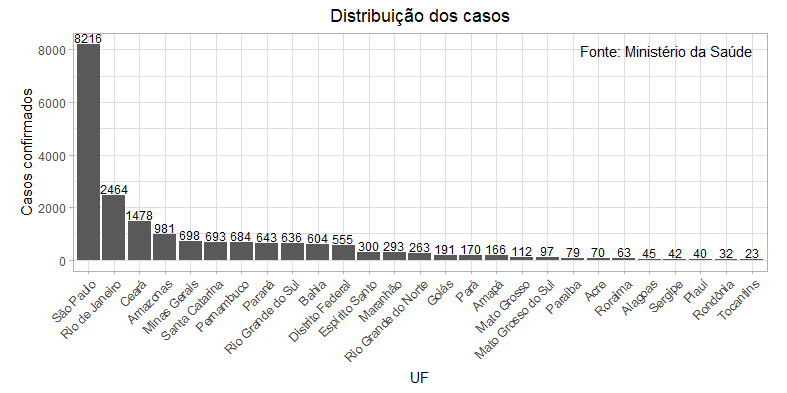 Distribuição dos casos
Fonte: Ministério da Saúde
Casos confirmados
8000
6000
4000
2000
0
8216
2464
1478
981
698
693
684
643
636
604
555
300
293
263
191
170
166
112
97
79
70
63
45
42
40
32
23
São Paulo
Rio de Janeiro
Ceará
Amazonas
Minas Gerais
Santa Catarina
Pernambuco
Paraná
Rio Grande do Sul
Bahia
Distrito Federal
Espírito Santo
Maranhão
Rio Grande do Norte
Goiás
Pará
Amapá
Mato Grosso
Mato Grosso do Sul
Paraíba
Acre
Roraima
Alagoas
Sergipe
Piauí
Rondônia
Tocantins
UF